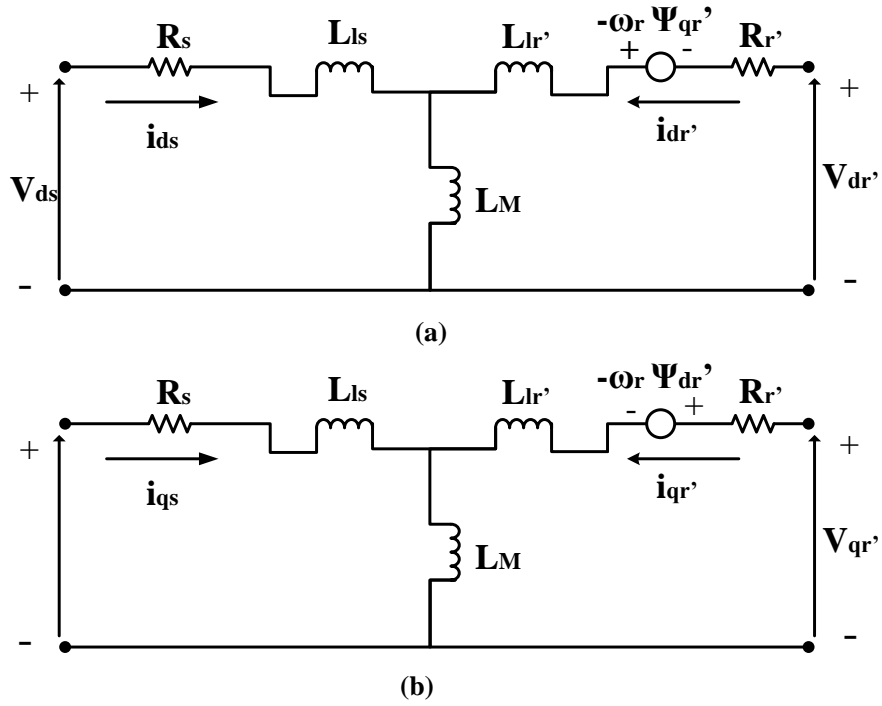 Rs Lls Llr’ -ωr Ψqr’ Rr’
+ -
+ ids idr’ +
Vds LM Vdr’
- -
(a)
Rs Lls Llr’ -ωr Ψdr’ Rr’
- +
+ iqs iqr’ +
LM Vqr’
- -
(b)